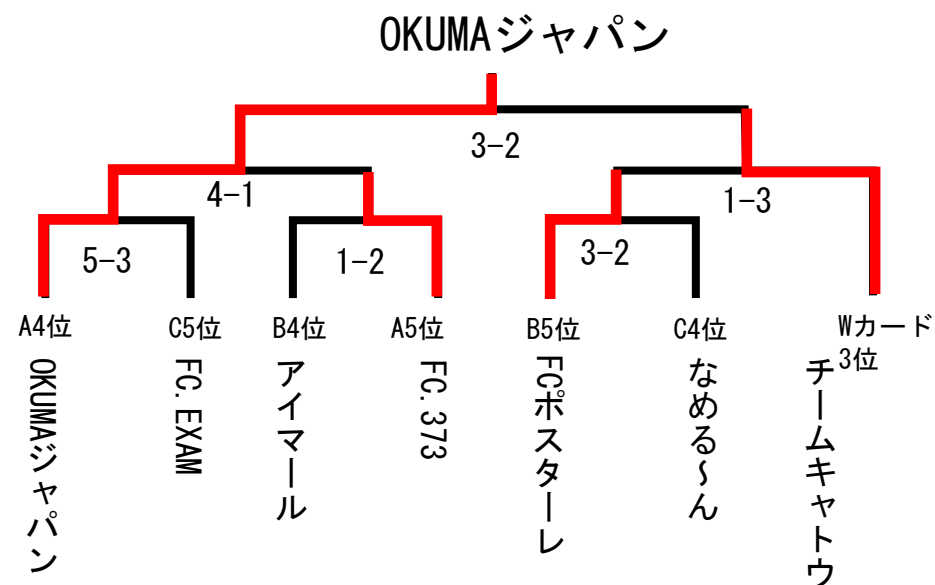 OKUMAジャパン
3-2
4-1
1-3
5-3
1-2
3-2
A4位
C5位
B4位
A5位
B5位
C4位
Wカード
3位
OKUMAジャパン
FC.EXAM
アイマール
FC.373
FCポスターレ
なめる~ん
チームキャトウ